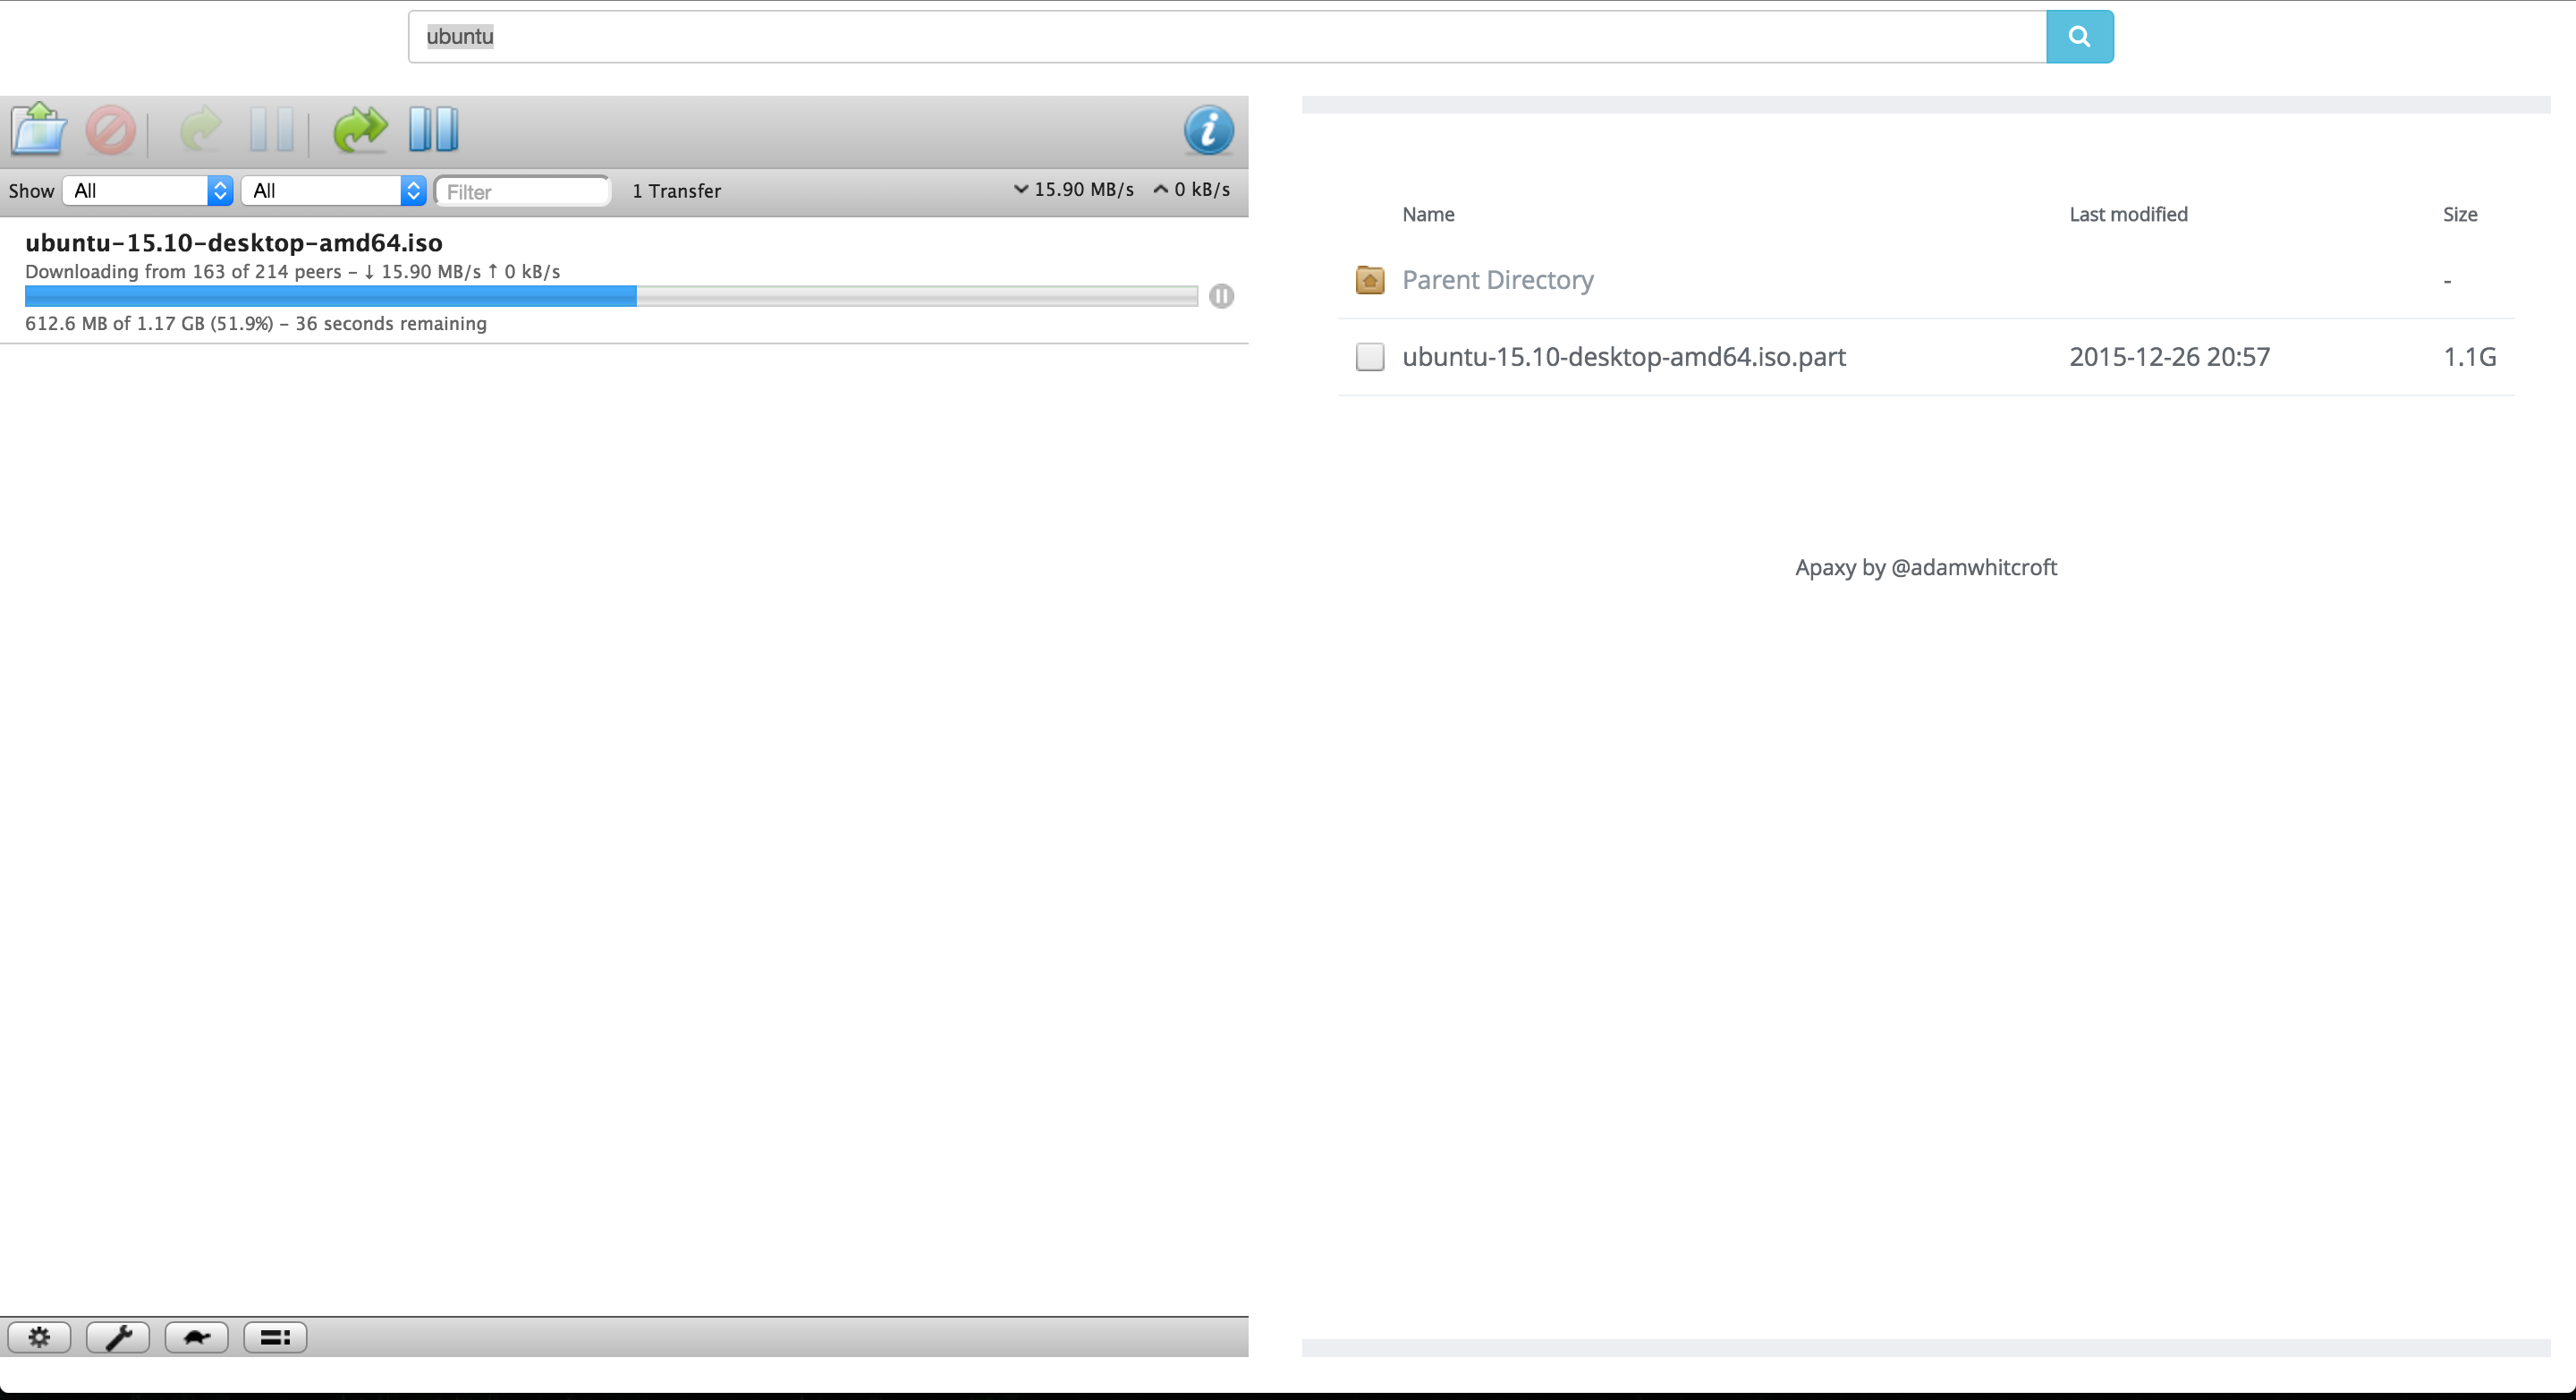 ubuntu
Show All All Filter 1 Transfer 15.90 MB/s 0 kB/s
ubuntu-15.10-desktop-amd64.iso
Downloading from 163 of 214 peers - ↓ 15.90 MB/s ↑ 0 kB/s
612.6 MB of 1.17 GB (51.9%) - 36 seconds remaining
Name Last modified Size
Parent Directory -
ubuntu-15.10-desktop-amd64.iso.part 2015-12-26 20:57 1.1G
Apaxy by @adamwhitcroft